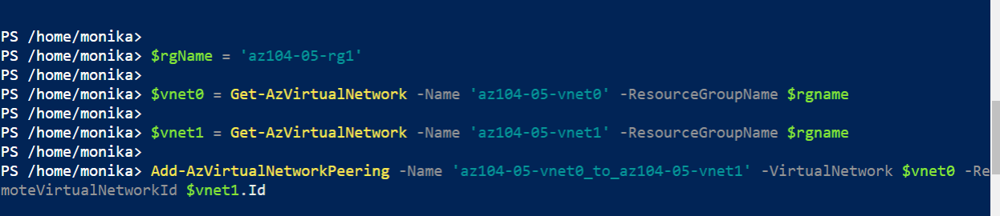 PS /home/monika>
PS /home/monika> $rgName = 'az104-05-rg1'
PS /home/monika>
PS /home/monika> $vnet0 = Get-AzVirtualNetwork -Name 'az104-05-vnet0' -ResourceGroupName $rgname
PS /home/monika>
PS /home/monika> $vnet1 = Get-AzVirtualNetwork -Name 'az104-05-vnet1' -ResourceGroupName $rgname
PS /home/monika>
PS /home/monika> Add-AzVirtualNetworkPeering -Name 'az104-05-vnet0_to_az104-05-vnet1' -VirtualNetwork $vnet0 -Re
moteVirtualNetworkId $vnet1.Id